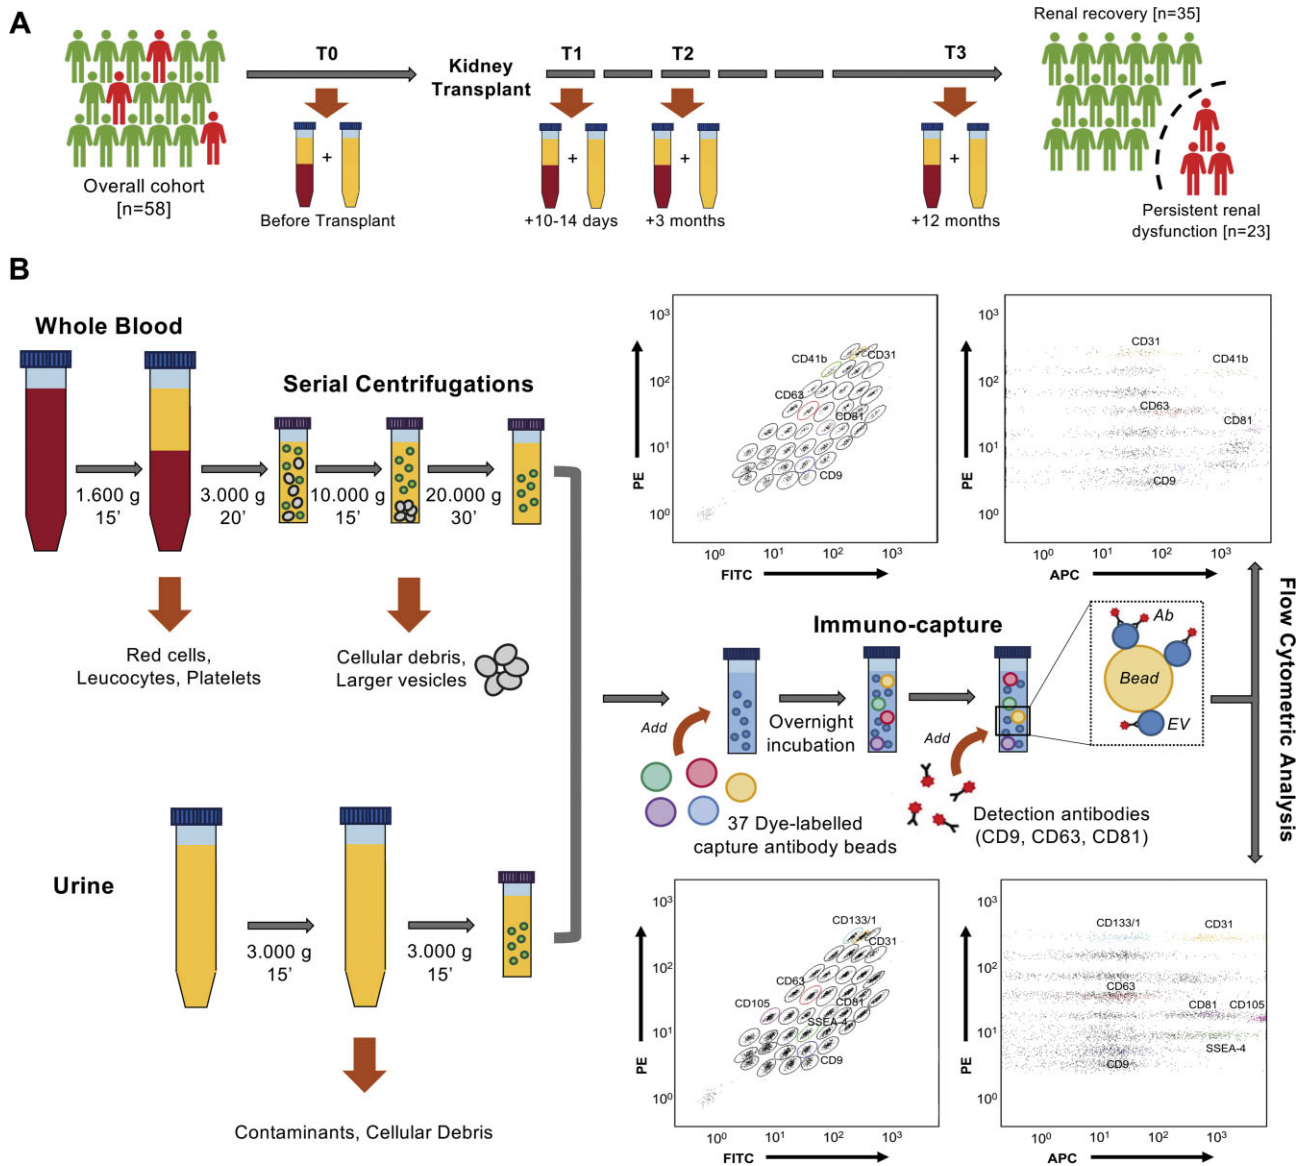 A
Overall cohort
[n=58]
T0
Before Transplant
+
Kidney
Transplant
T1
T2
T3
+
+
+
+10-14 days
+3 months
+12 months
Renal recovery [n=35]
Persistent renal
dysfunction [n=23]
B
Whole Blood
Serial Centrifugations
1.600 g
15’
3.000 g
20’
10.000 g
15’
20.000 g
30’
Red cells,
Leucocytes, Platelets
Cellular debris,
Larger vesicles
Urine
3.000 g
15’
3.000 g
15’
Contaminants, Cellular Debris
PE
10³
10²
10¹
10⁰
CD41b
CD31
CD63
CD81
CD9
10⁰
10¹
10²
10³
FITC
PE
10³
10²
10¹
10⁰
CD31
CD41b
CD63
CD81
CD9
10⁰
10¹
10²
10³
APC
Immuno-capture
Add
Overnight
incubation
Add
37 Dye-labelled
capture antibody beads
Detection antibodies
(CD9, CD63, CD81)
Ab
Bead
EV
Flow Cytometric Analysis
PE
10³
10²
10¹
10⁰
CD133/1
CD31
CD63
CD105
CD81
SSEA-4
CD9
10⁰
10¹
10²
10³
FITC
PE
10³
10²
10¹
10⁰
CD133/1
CD31
CD63
CD81
CD105
SSEA-4
CD9
10⁰
10¹
10²
10³
APC